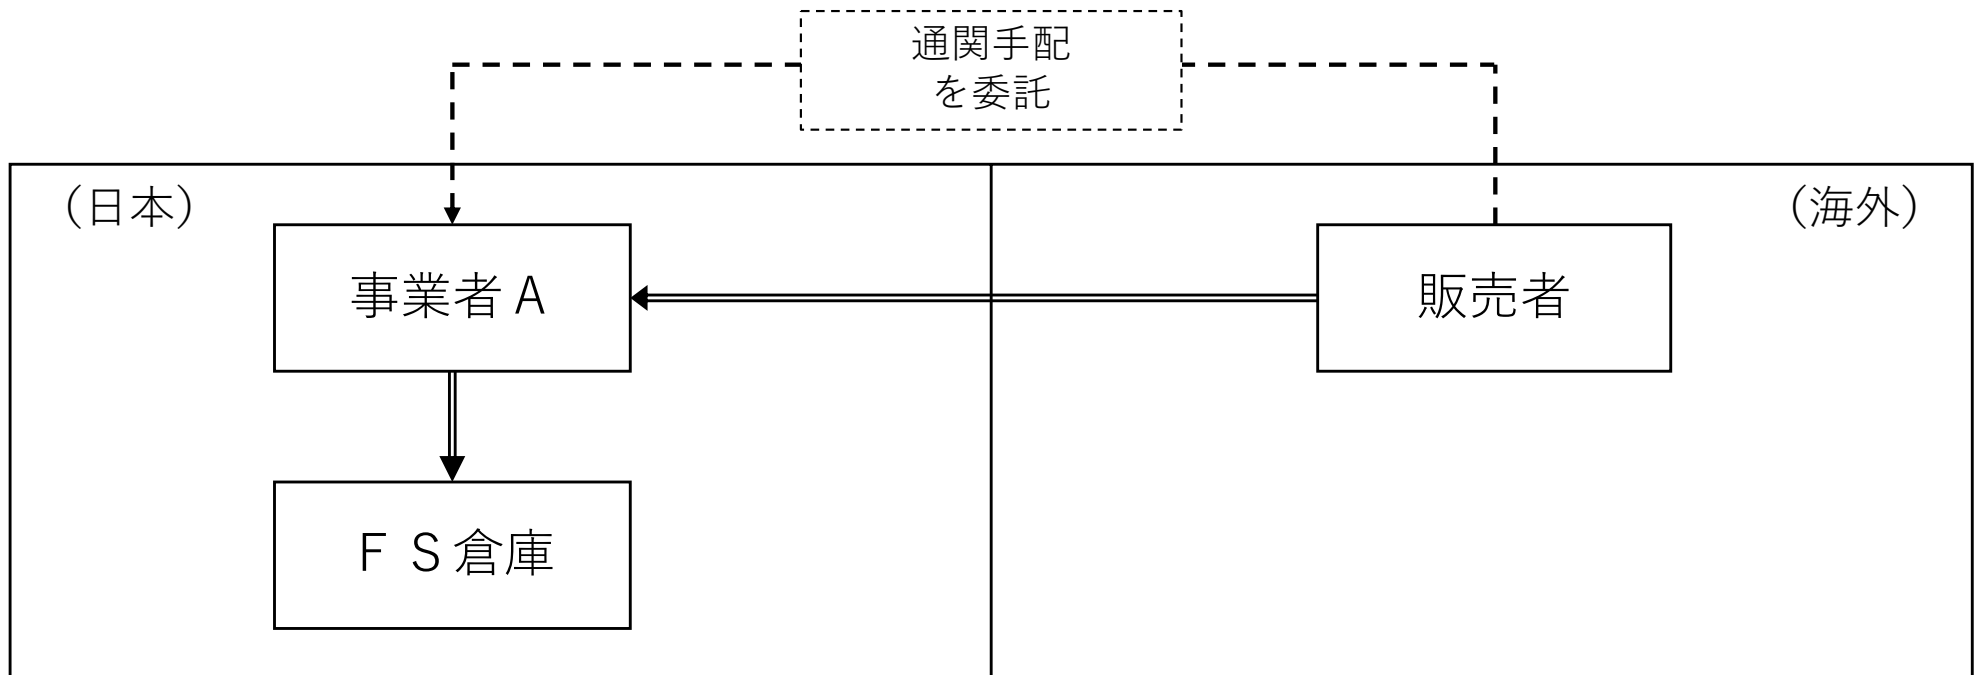 通関手配
を委託
（日本）
（海外）
事業者Ａ
販売者
ＦＳ倉庫